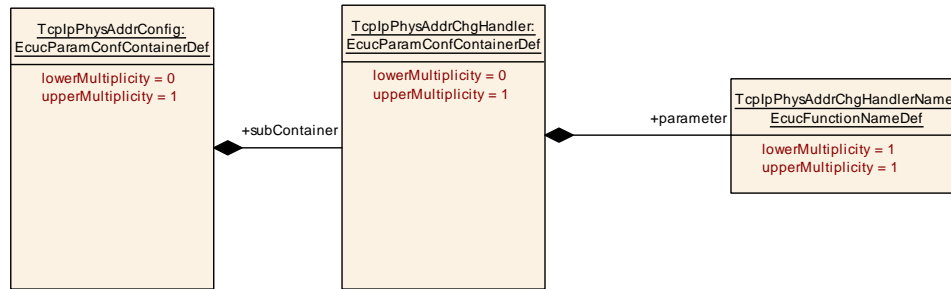 TcpIpPhysAddrConfig:
EcucParamConfContainerDef
lowerMultiplicity = 0
upperMultiplicity = 1
+subContainer
TcpIpPhysAddrChgHandler:
EcucParamConfContainerDef
lowerMultiplicity = 0
upperMultiplicity = 1
+parameter
TcpIpPhysAddrChgHandlerName
EcucFunctionNameDef
lowerMultiplicity = 1
upperMultiplicity = 1